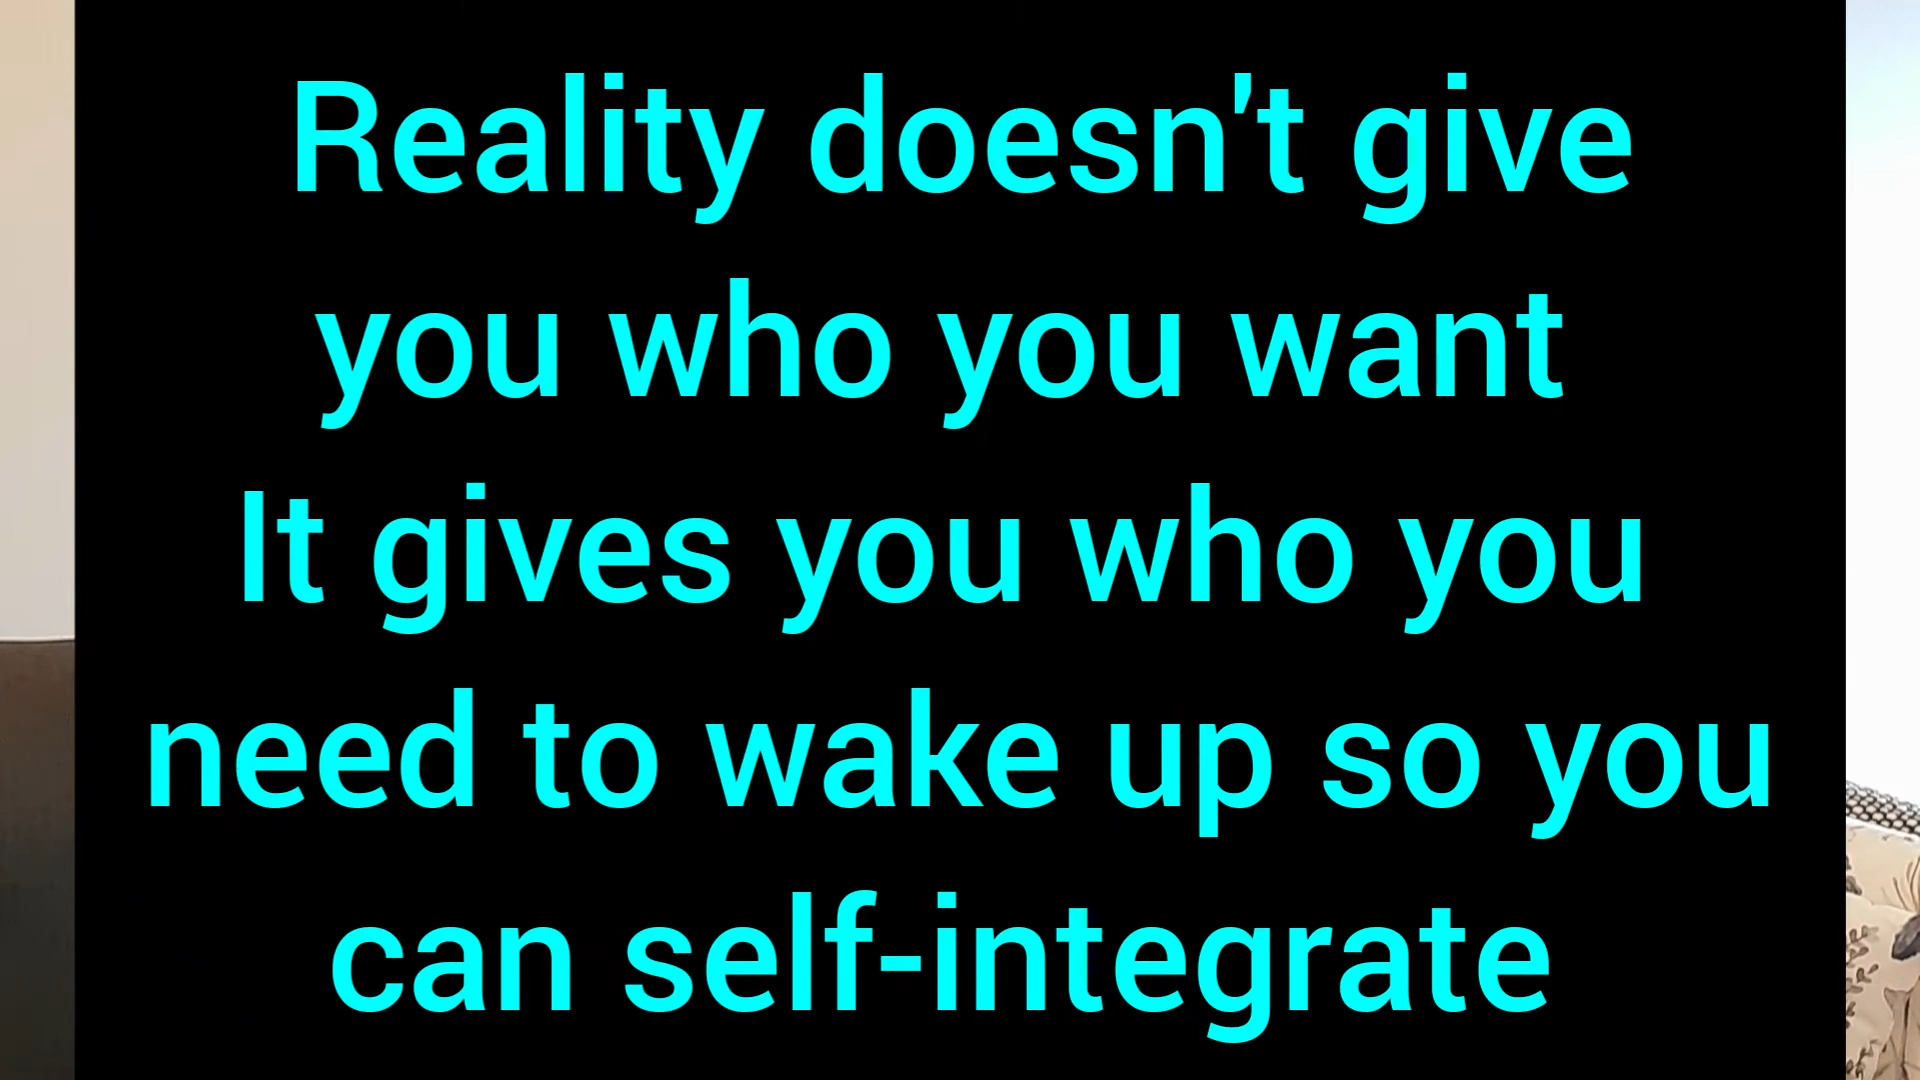 Reality doesn't give
you who you want
It gives you who you
need to wake up so you
can self-integrate